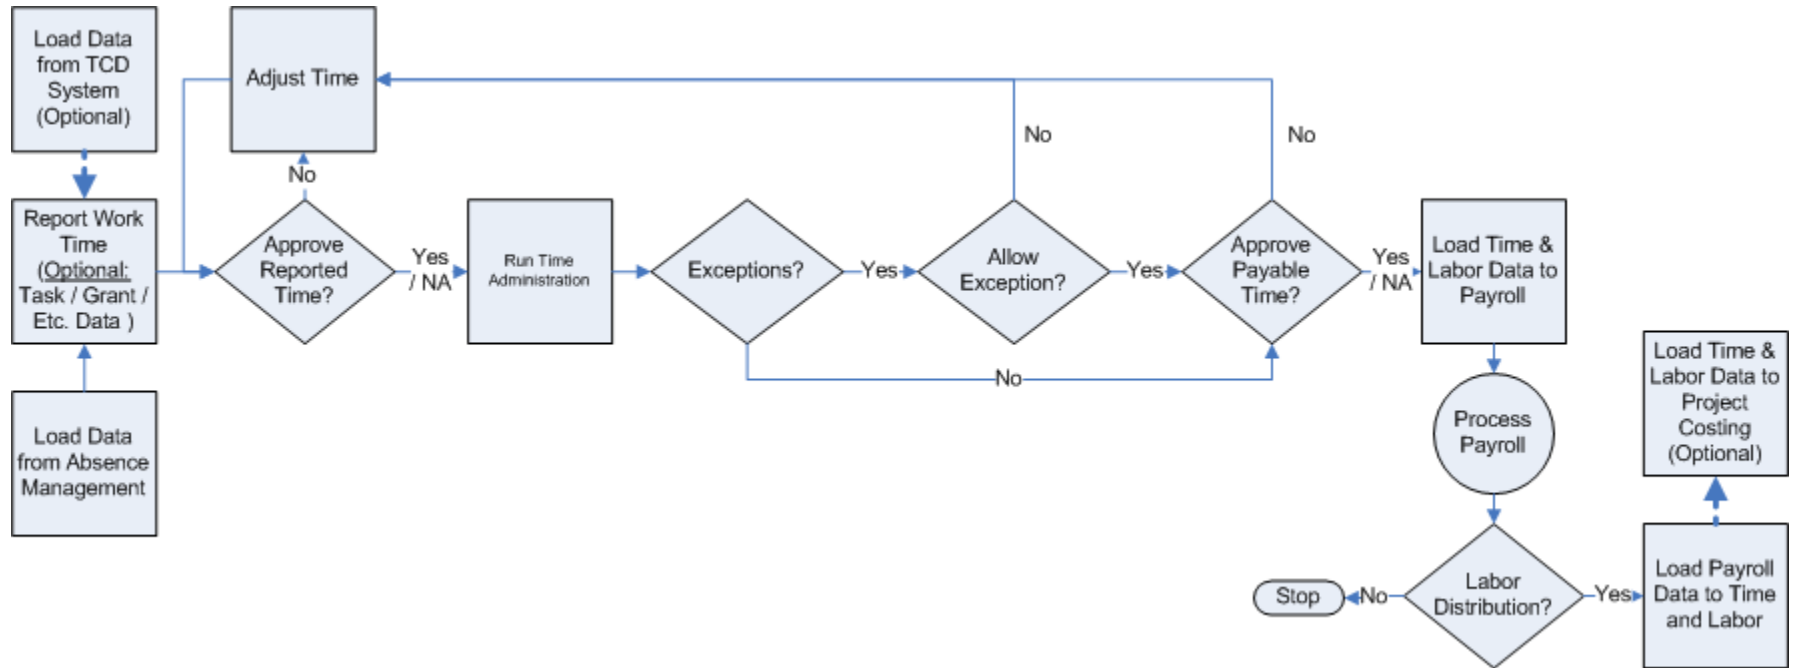 Load Data
from TCD
System
(Optional)
Adjust Time
No
No
No
Report Work
Time
(Optional:
Task / Grant /
Etc. Data )
Approve
Reported
Time?
Yes
/ NA
Run Time
Administration
Exceptions?
Yes
Allow
Exception?
Yes
Approve
Payable
Time?
Yes
/ NA
Load Time &
Labor Data to
Payroll
No
Load Data
from Absence
Management
Process
Payroll
Load Time &
Labor Data to
Project
Costing
(Optional)
Stop
No
Labor
Distribution?
Yes
Load Payroll
Data to Time
and Labor